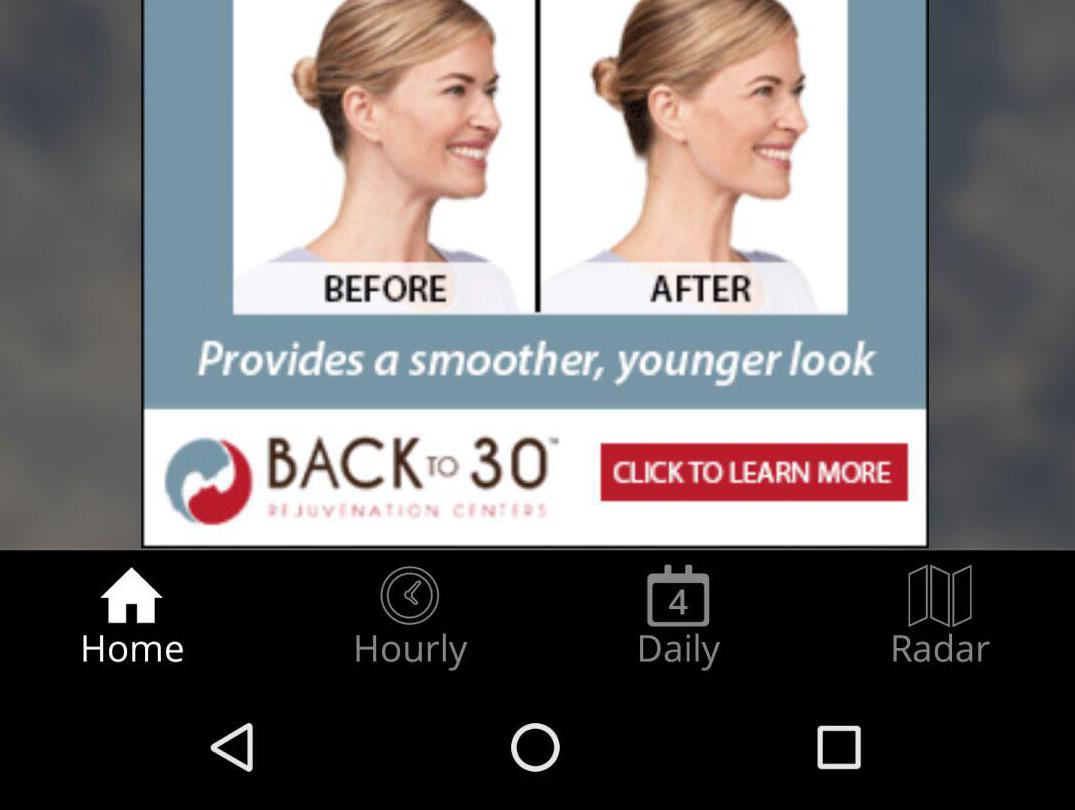 BEFORE
AFTER
Provides a smoother, younger look
BACK TO 30™
REJUVENATION CENTERS
CLICK TO LEARN MORE
4
Home
Hourly
Daily
Radar